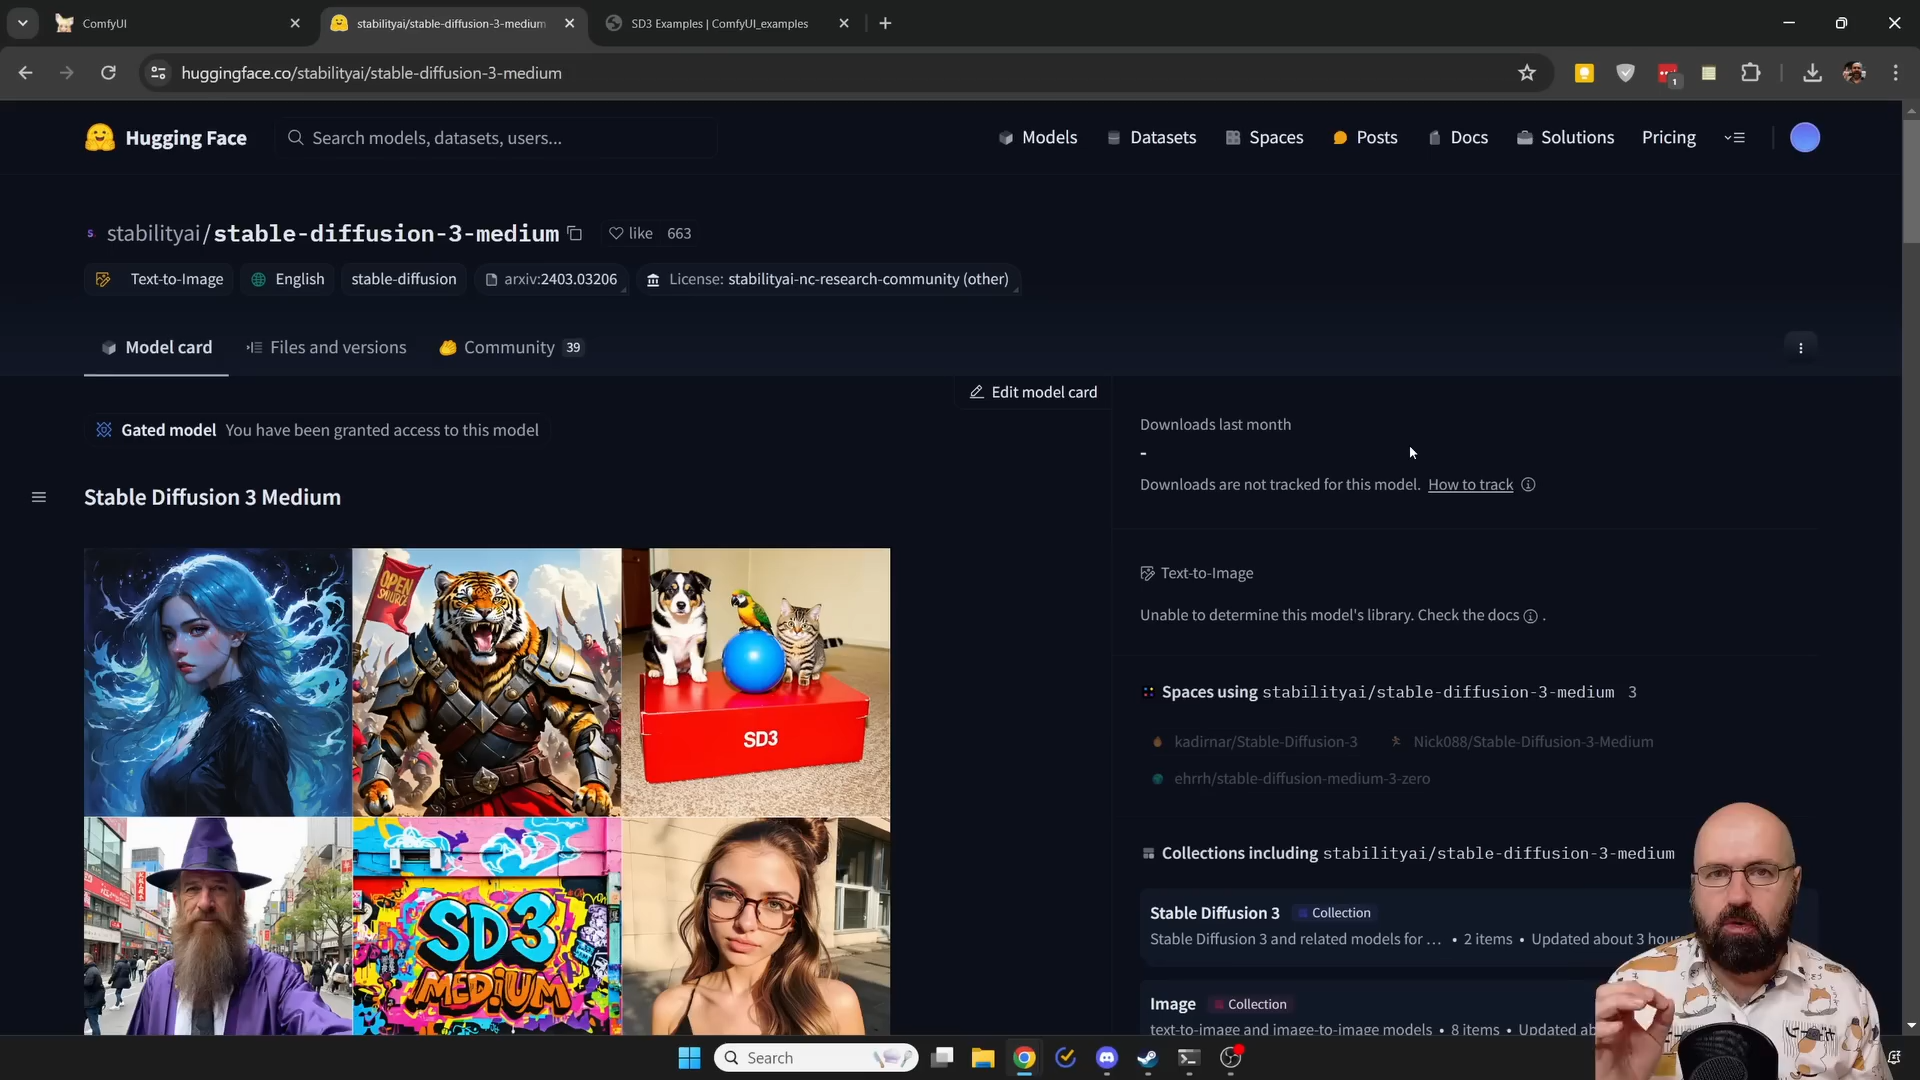 ComfyUI
stabilityai/stable-diffusion-3-medium
SD3 Examples | ComfyUI_examples
huggingface.co/stabilityai/stable-diffusion-3-medium
1
Hugging Face
Search models, datasets, users...
Models
Datasets
Spaces
Posts
Docs
Solutions
Pricing
stabilityai/stable-diffusion-3-medium
like 663
Text-to-Image
English
stable-diffusion
arxiv:2403.03206
License: stabilityai-nc-research-community (other)
Model card
Files and versions
Community 39
Edit model card
Gated model You have been granted access to this model
Downloads last month
-
Downloads are not tracked for this model. How to track
Stable Diffusion 3 Medium
OPEN
SOURCE
SD3
SD3
MEDIUM
Text-to-Image
Unable to determine this model's library. Check the docs .
Spaces using stabilityai/stable-diffusion-3-medium 3
kadirnar/Stable-Diffusion-3
Nick088/Stable-Diffusion-3-Medium
ehrrh/stable-diffusion-medium-3-zero
Collections including stabilityai/stable-diffusion-3-medium
Stable Diffusion 3 Collection
Stable Diffusion 3 and related models for ... • 2 items • Updated about 3 hour
Image Collection
text-to-image and image-to-image models • 8 items • Updated ab
Search